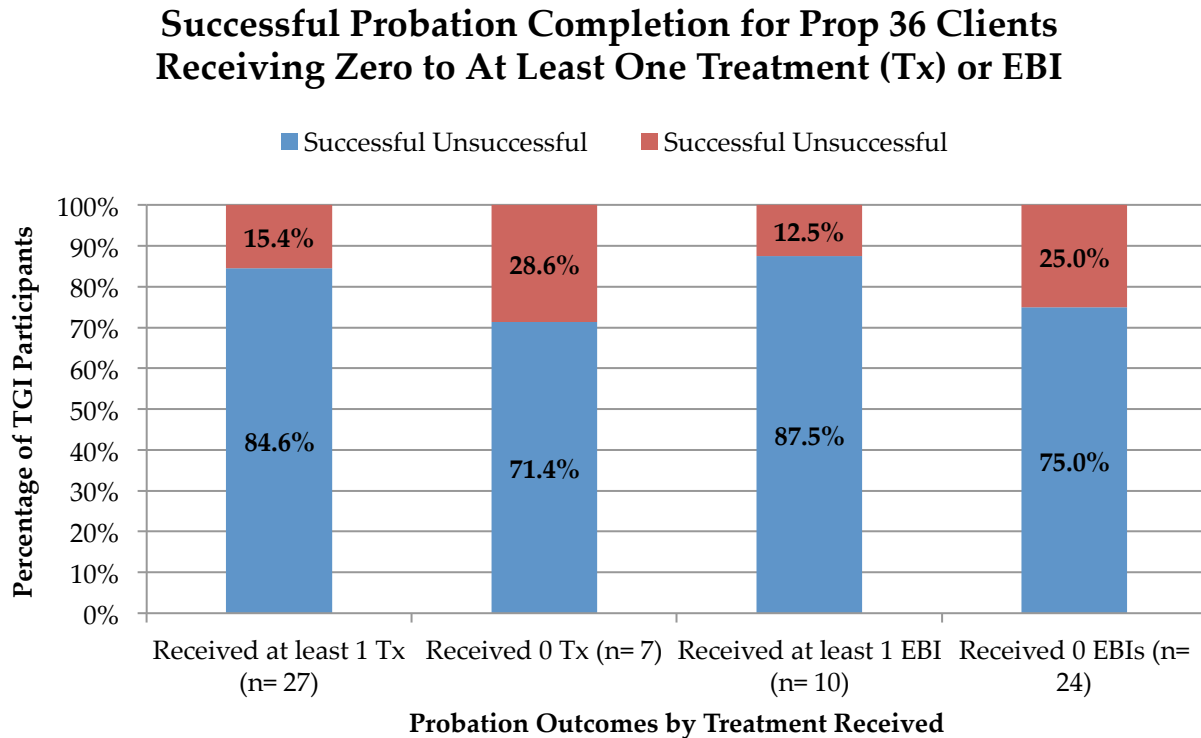 Successful Probation Completion for Prop 36 Clients
Receiving Zero to At Least One Treatment (Tx) or EBI
Successful Unsuccessful
Successful Unsuccessful
Percentage of TGI Participants
100%
90%
80%
70%
60%
50%
40%
30%
20%
10%
0%
15.4%
28.6%
12.5%
25.0%
84.6%
71.4%
87.5%
75.0%
Received at least 1 Tx
(n= 27)
Received 0 Tx (n= 7)
Received at least 1 EBI
(n= 10)
Received 0 EBIs (n=
24)
Probation Outcomes by Treatment Received